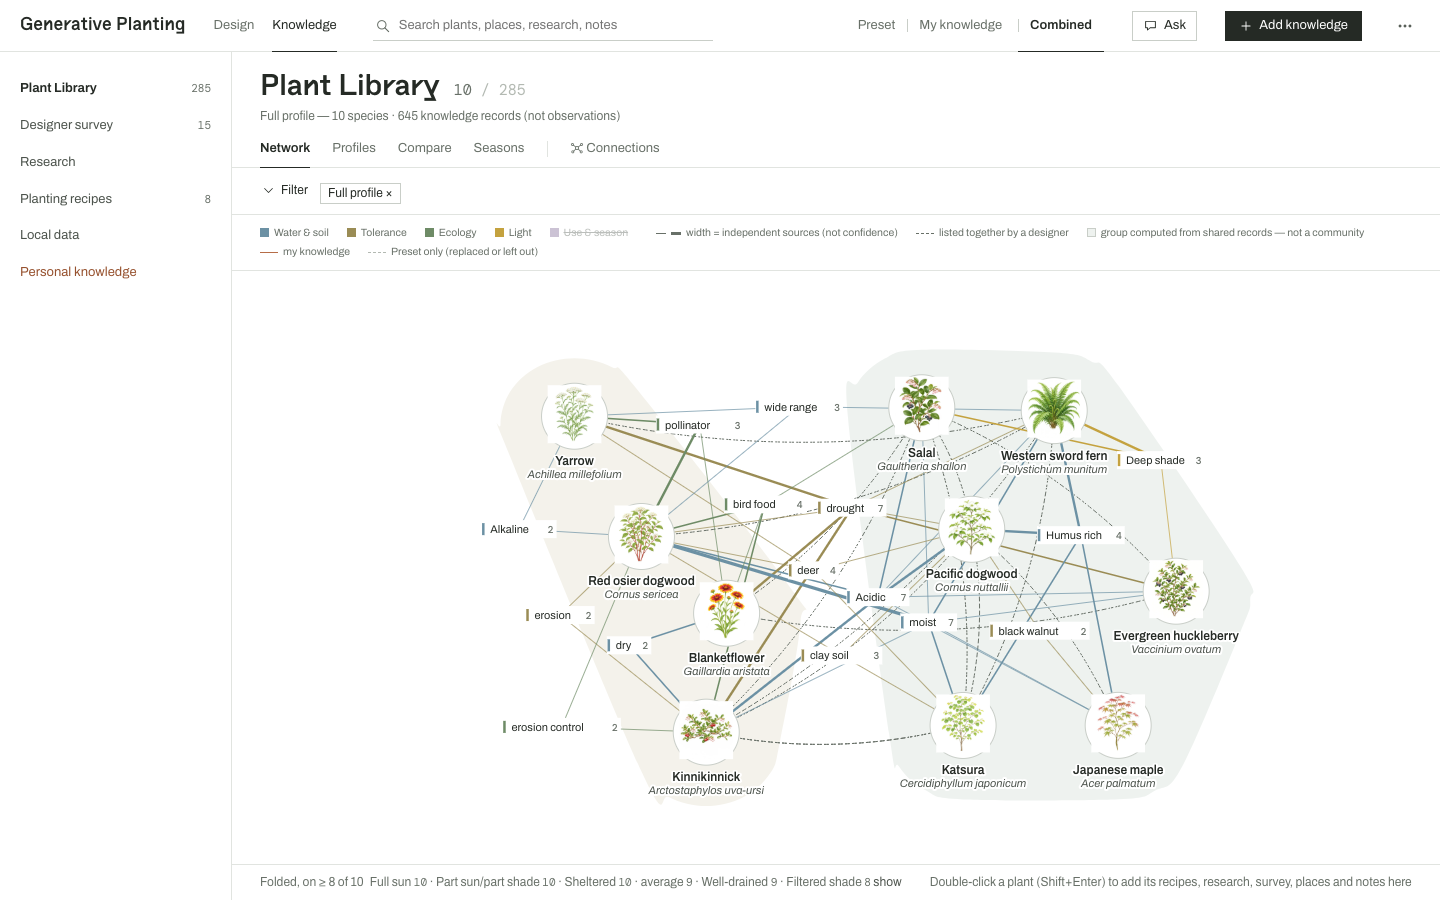 Generative Planting
Design
Knowledge
Search plants, places, research, notes
Preset
My knowledge
Combined
Ask
+ Add knowledge
Plant Library 285
Designer survey 15
Research
Planting recipes 8
Local data
Personal knowledge
Plant Library 10 / 285
Full profile — 10 species · 645 knowledge records (not observations)
Network
Profiles
Compare
Seasons
Connections
Filter
Full profile ×
Water & soil
Tolerance
Ecology
Light
Use & season
width = independent sources (not confidence)
listed together by a designer
group computed from shared records — not a community
my knowledge
Preset only (replaced or left out)
Yarrow
Achillea millefolium
wide range 3
pollinator 3
Salal
Gaultheria shallon
Western sword fern
Polystichum munitum
Deep shade 3
Alkaline 2
bird food 4
drought 7
Red osier dogwood
Cornus sericea
Humus rich 4
deer 4
Pacific dogwood
Cornus nuttallii
Acidic 7
erosion 2
moist 7
black walnut 2
Evergreen huckleberry
Vaccinium ovatum
dry 2
Blanketflower
Gaillardia aristata
clay soil 3
erosion control 2
Kinnikinnick
Arctostaphylos uva-ursi
Katsura
Cercidiphyllum japonicum
Japanese maple
Acer palmatum
Folded, on ≥ 8 of 10 Full sun 10 · Part sun/part shade 10 · Sheltered 10 · average 9 · Well-drained 9 · Filtered shade 8 show
Double-click a plant (Shift+Enter) to add its recipes, research, survey, places and notes here